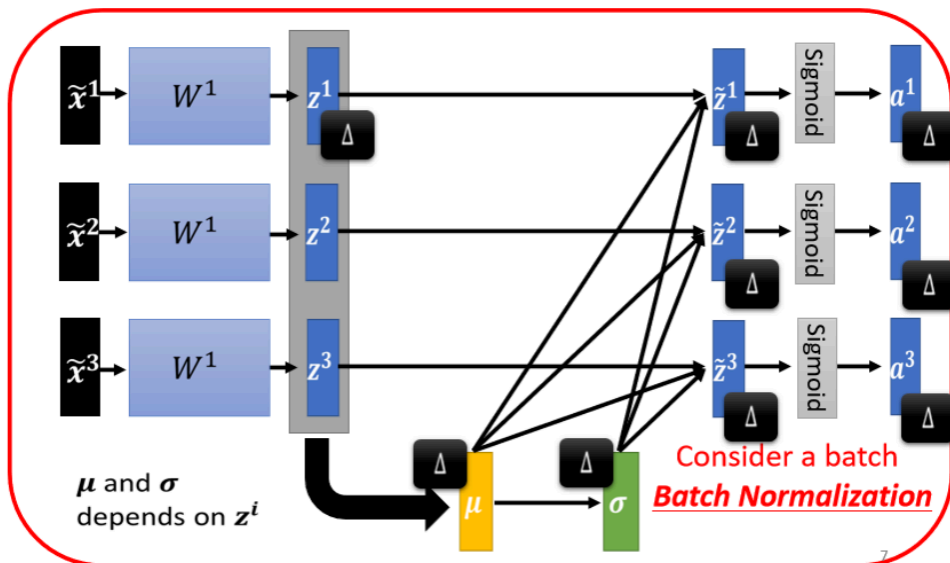 x̃¹ W¹ z¹ z̃¹ Sigmoid a¹
Δ Δ Δ
x̃² W¹ z² z̃² Sigmoid a²
Δ Δ
x̃³ W¹ z³ z̃³ Sigmoid a³
Δ Δ
Δ Δ
Consider a batch
Batch Normalization
μ and σ
depends on zⁱ
μ σ
7